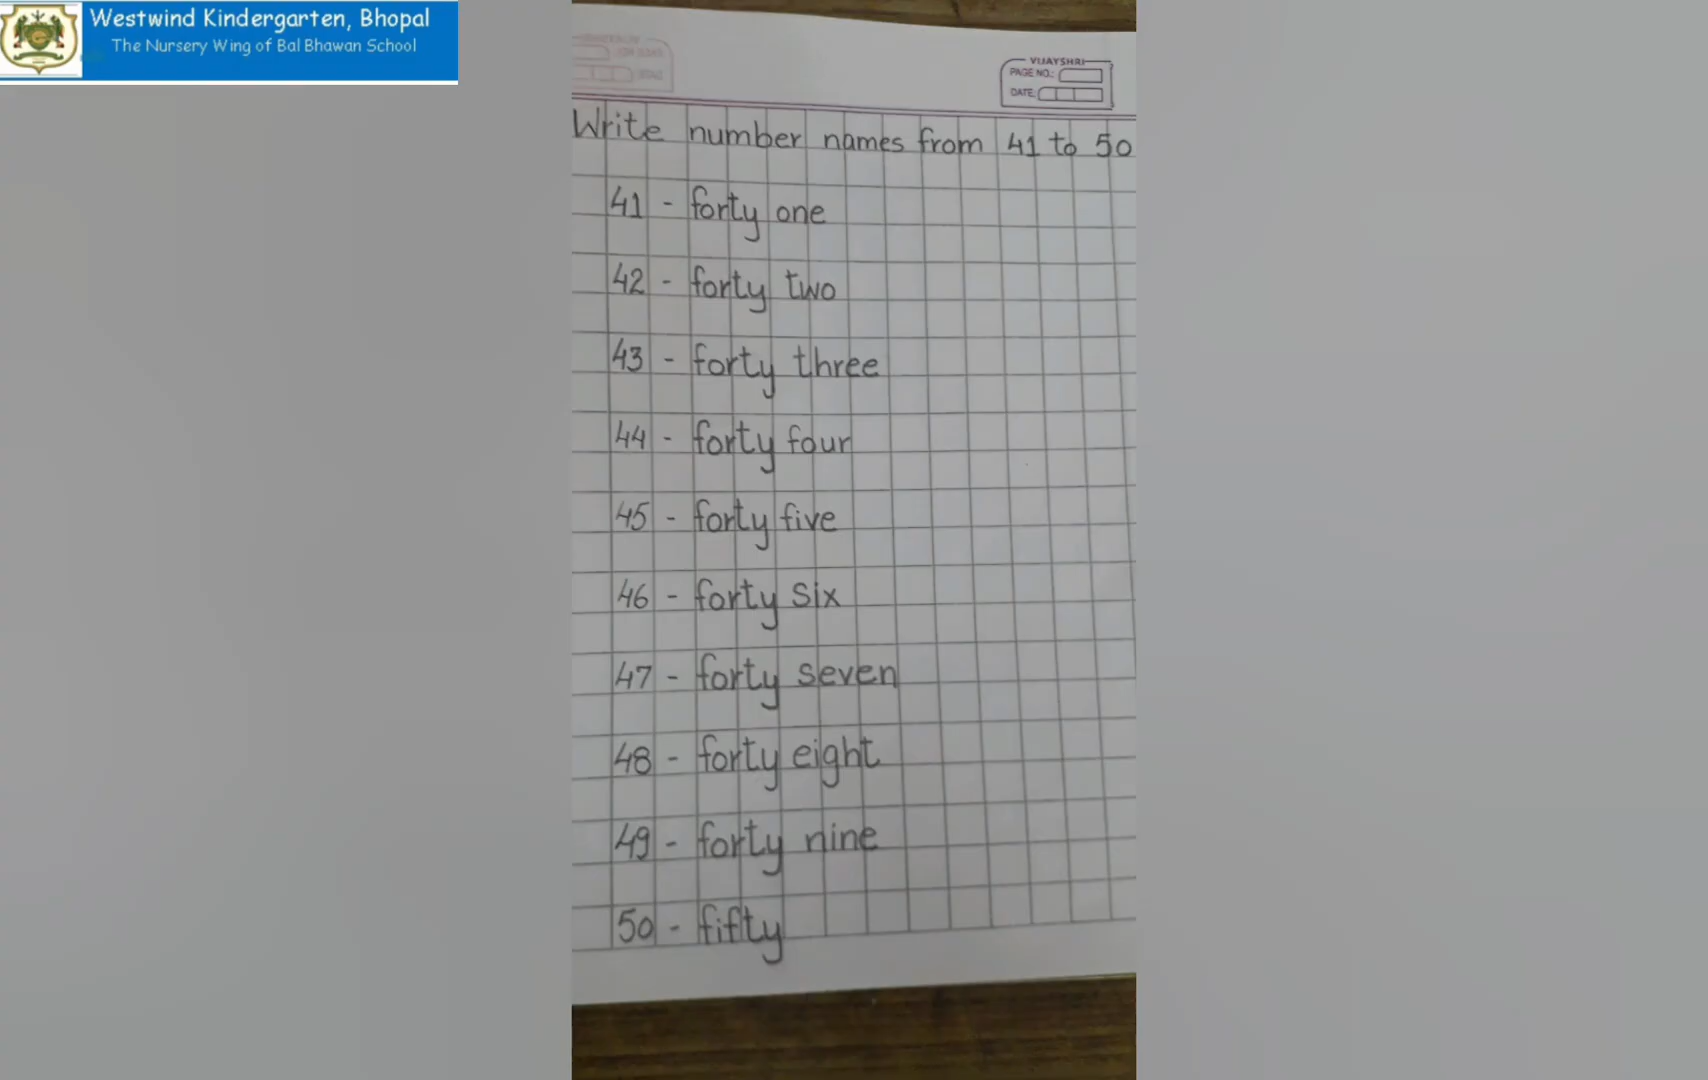 Westwind Kindergarten, Bhopal
The Nursery Wing of Bal Bhawan School
VIJAYSHRI
PAGE NO.:
DATE:
Write number names from 41 to 50
41 - forty one
42 - forty two
43 - forty three
44 - forty four
45 - forty five
46 - forty six
47 - forty seven
48 - forty eight
49 - forty nine
50 - fifty